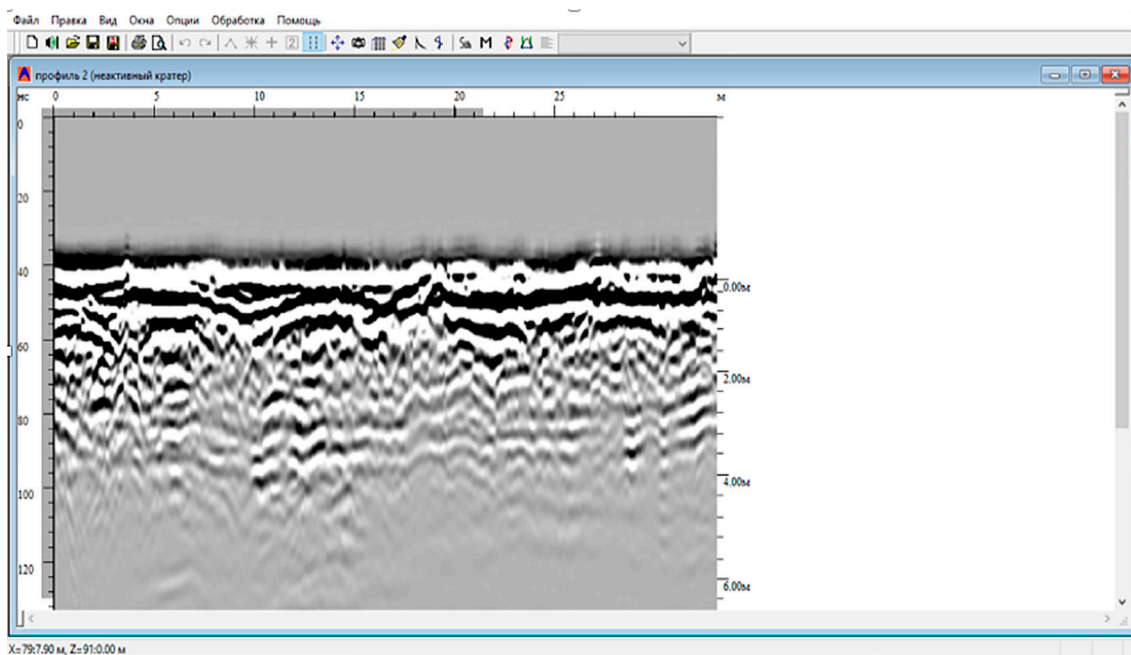 Файл Правка Вид Окна Опции Обработка Помощь
профиль 2 (неактивный кратер)
нс 0 5 10 15 20 25 м
0
20
40
0.00м
60
2.00м
80
4.00м
100
120
6.00м
X=79:7.90 м, Z=91:0.00 м